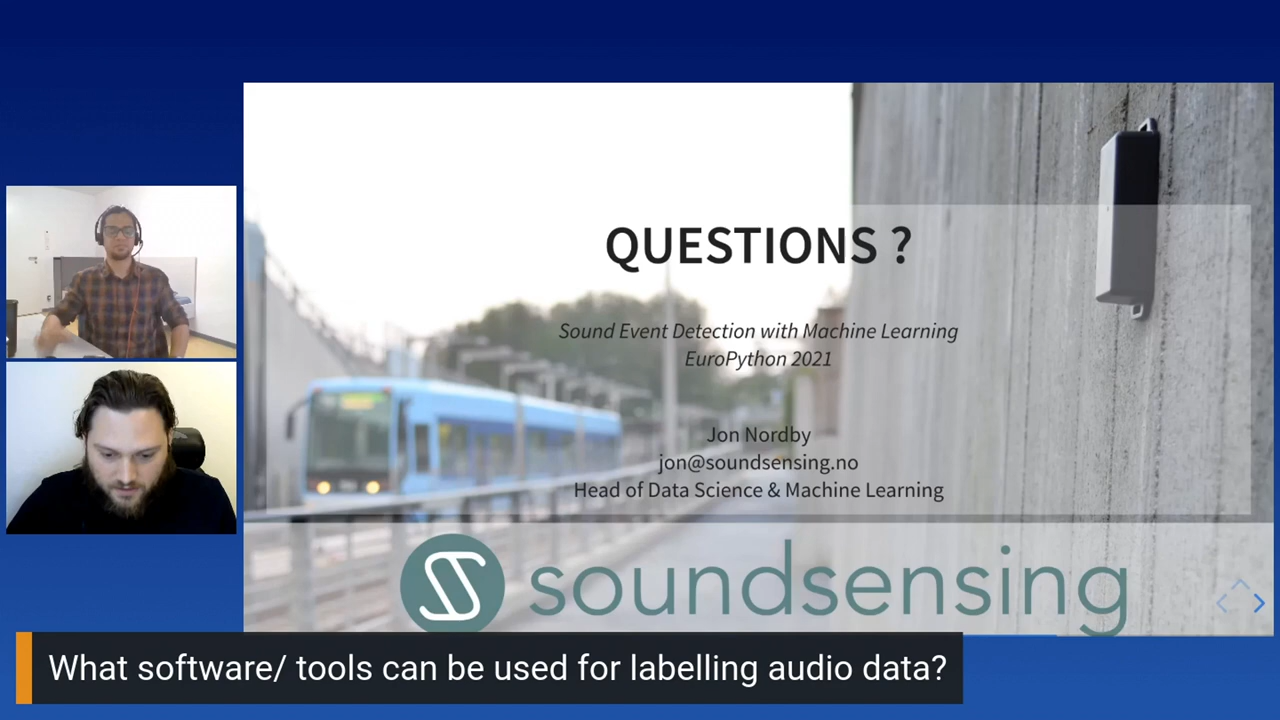 QUESTIONS ?
Sound Event Detection with Machine Learning
EuroPython 2021
Jon Nordby
jon@soundsensing.no
Head of Data Science & Machine Learning
soundsensing
What software/ tools can be used for labelling audio data?